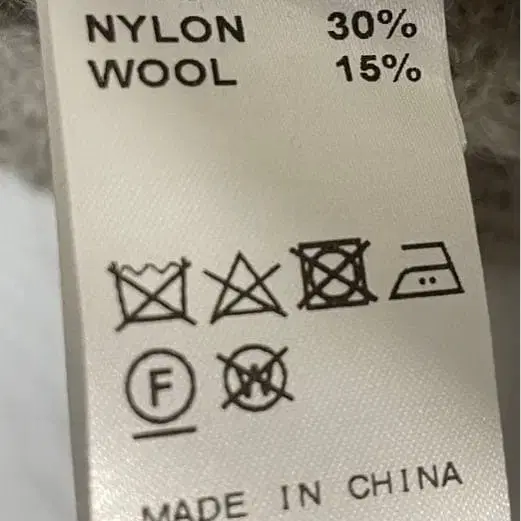 NYLON 30%
WOOL 15%
F W
MADE IN CHINA